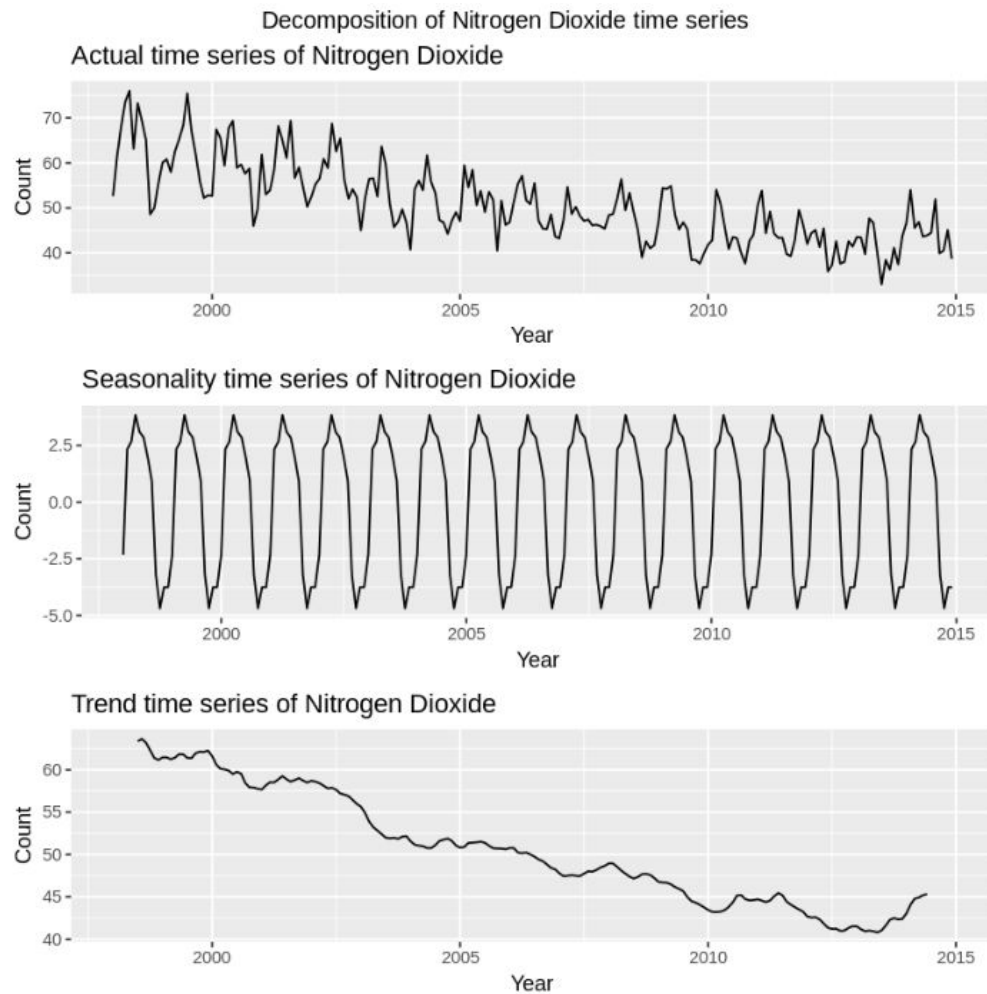 Decomposition of Nitrogen Dioxide time series
Actual time series of Nitrogen Dioxide
70
60
50
40
Count
2000 2005 2010 2015
Year
Seasonality time series of Nitrogen Dioxide
2.5
0.0
-2.5
-5.0
Count
2000 2005 2010 2015
Year
Trend time series of Nitrogen Dioxide
60
55
50
45
40
Count
2000 2005 2010 2015
Year